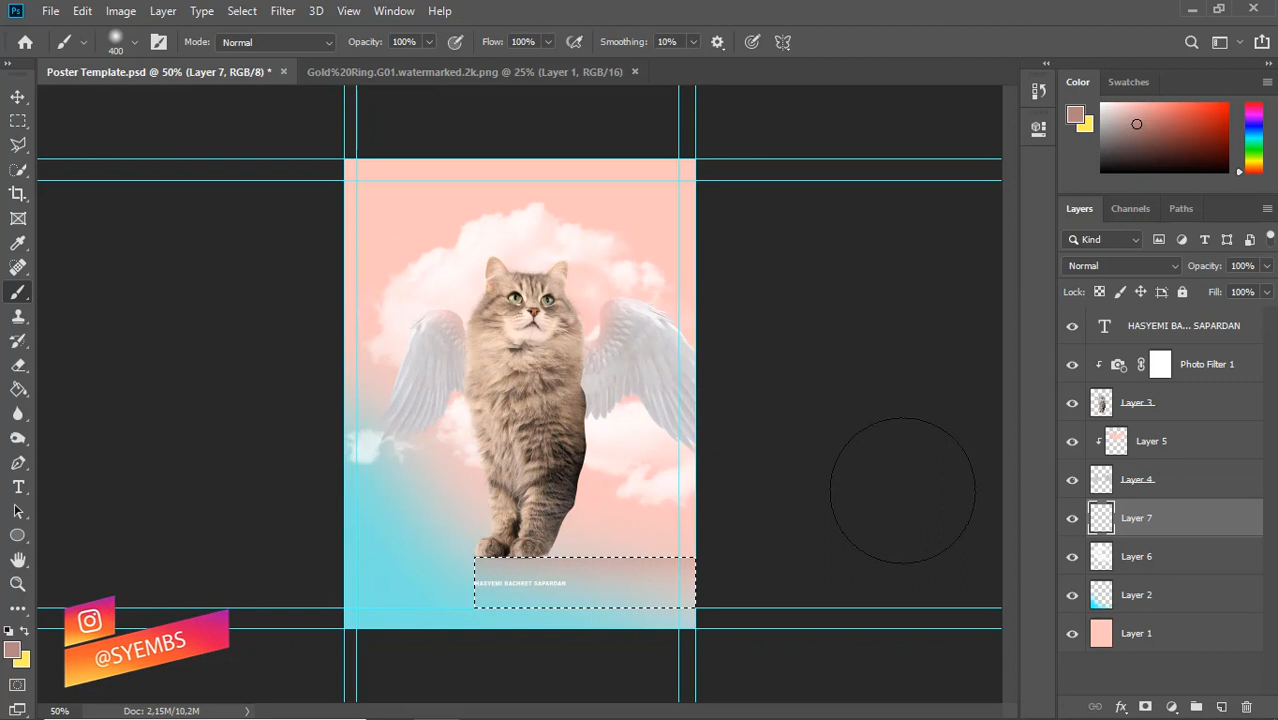 Ps File Edit Image Layer Type Select Filter 3D View Window Help
400 Mode: Normal Opacity: 100% Flow: 100% Smoothing: 10%
Poster Template.psd @ 50% (Layer 7, RGB/8) * Gold%20Ring.G01.watermarked.2k.png @ 25% (Layer 1, RGB/16)
Color Swatches
Layers Channels Paths
Kind
Normal Opacity: 100%
Lock: Fill: 100%
HASYEMI BA... SAPARDAN
Photo Filter 1
Layer 3
Layer 5
Layer 4
Layer 7
Layer 6
Layer 2
Layer 1
HASYEMI BACHRET SAPARDAN
@SYEMBS
50% Doc: 2,15M/10,2M
fx